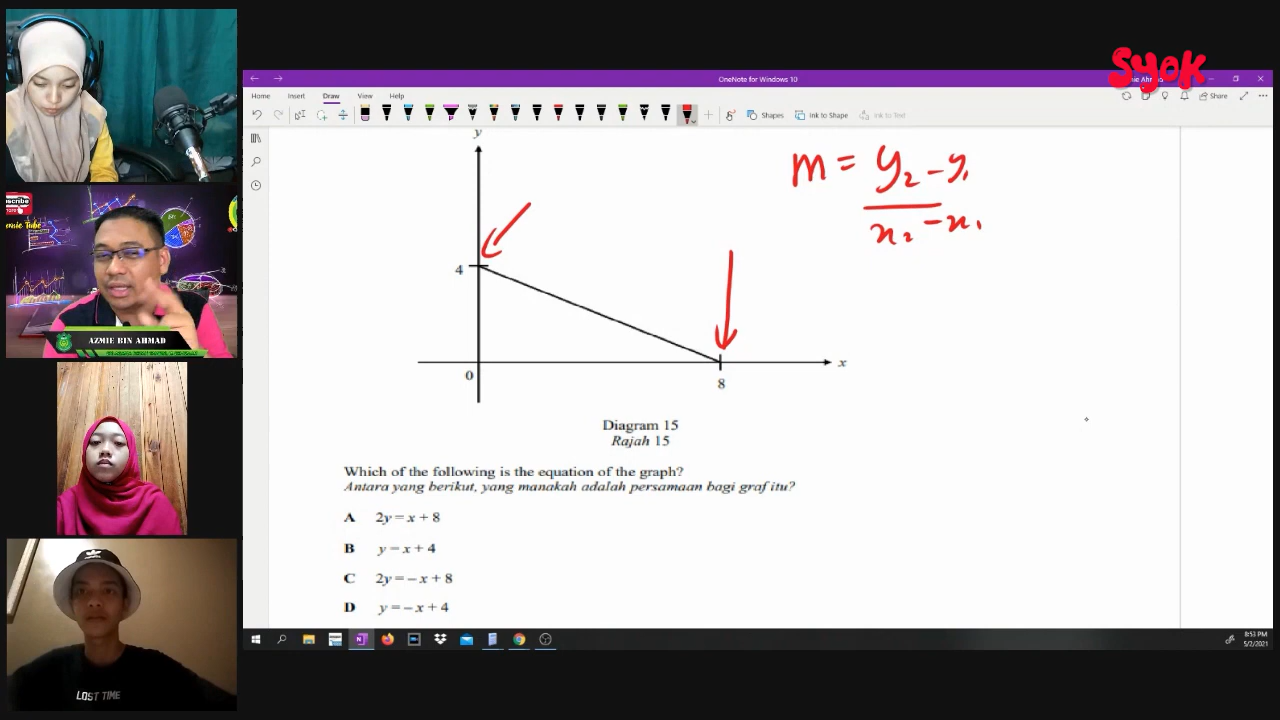 syok
OneNote for Windows 10
Home Insert Draw View Help
Share
Shapes Ink to Shape Ink to Text
y
m = y₂ - y₁
x₂ - x₁
4
0
8
x
Diagram 15
Rajah 15
Which of the following is the equation of the graph?
Antara yang berikut, yang manakah adalah persamaan bagi graf itu?
A 2y = x + 8
B y = x + 4
C 2y = – x + 8
D y = – x + 4
AZMIE BIN AHMAD
LOST TIME
8:53 PM
5/2/2021